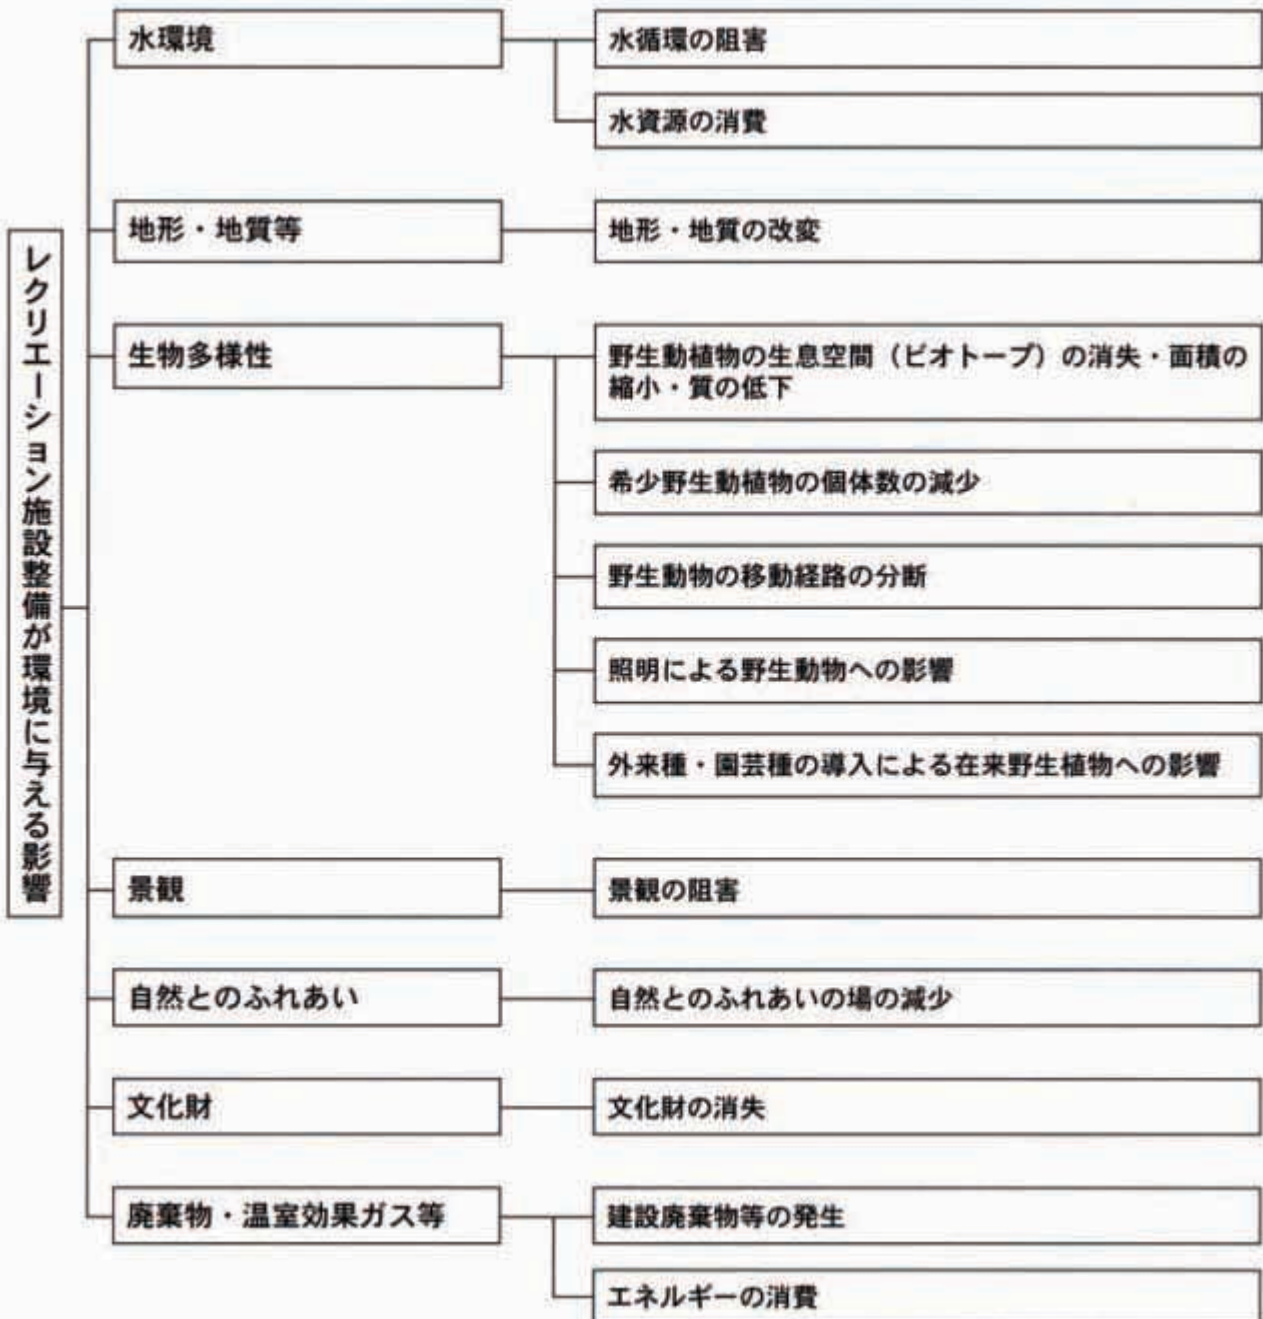 レクリエーション施設整備が環境に与える影響
水環境
水循環の阻害
水資源の消費
地形・地質等
地形・地質の改変
生物多様性
野生動植物の生息空間（ビオトープ）の消失・面積の
縮小・質の低下
希少野生動植物の個体数の減少
野生動物の移動経路の分断
照明による野生動物への影響
外来種・園芸種の導入による在来野生植物への影響
景観
景観の阻害
自然とのふれあい
自然とのふれあいの場の減少
文化財
文化財の消失
廃棄物・温室効果ガス等
建設廃棄物等の発生
エネルギーの消費